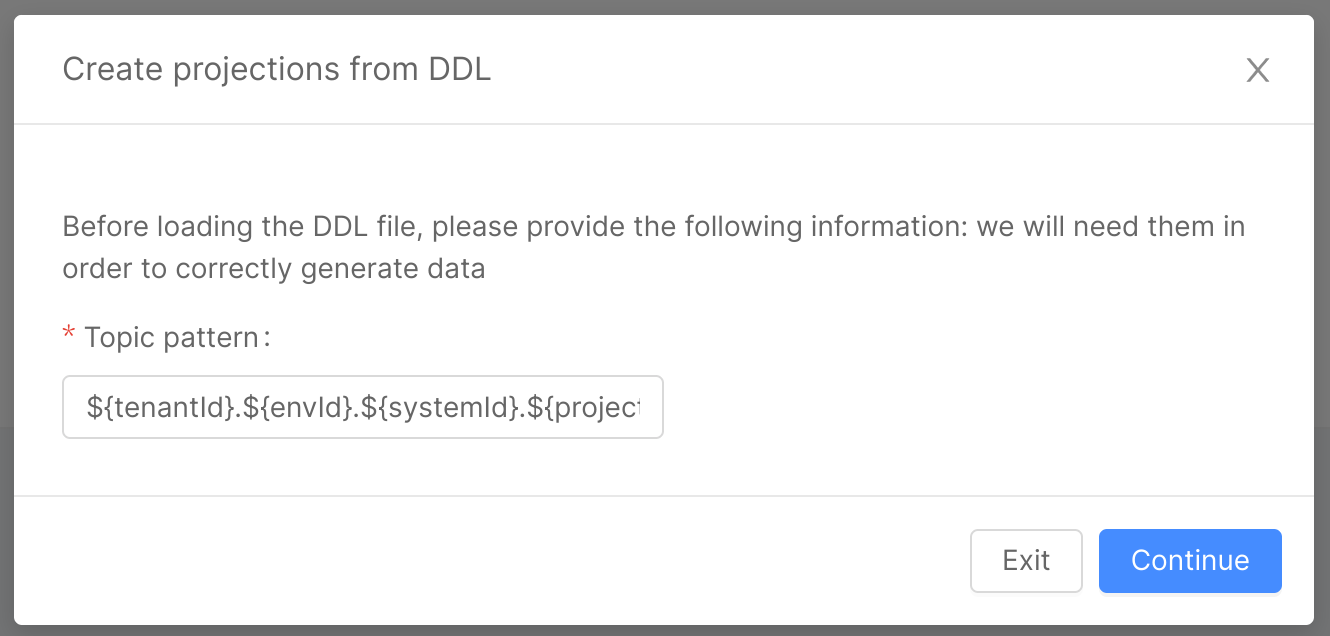 Create projections from DDL
Before loading the DDL file, please provide the following information: we will need them in
order to correctly generate data
* Topic pattern:
${tenantId}.${envId}.${systemId}.${project
Exit
Continue